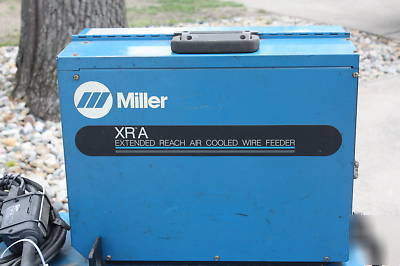 Miller
XR A
EXTENDED REACH AIR COOLED WIRE FEEDER